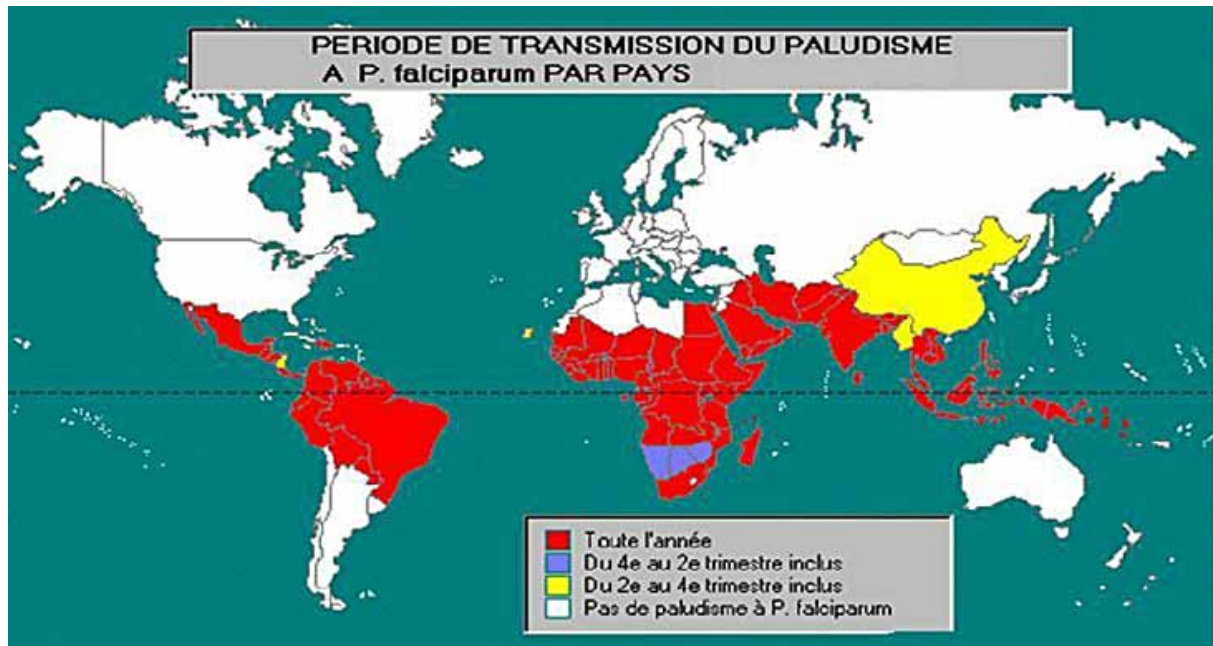 PERIODE DE TRANSMISSION DU PALUDISME
A P. falciparum PAR PAYS
Toute l'année
Du 4e au 2e trimestre inclus
Du 2e au 4e trimestre inclus
Pas de paludisme à P. falciparum